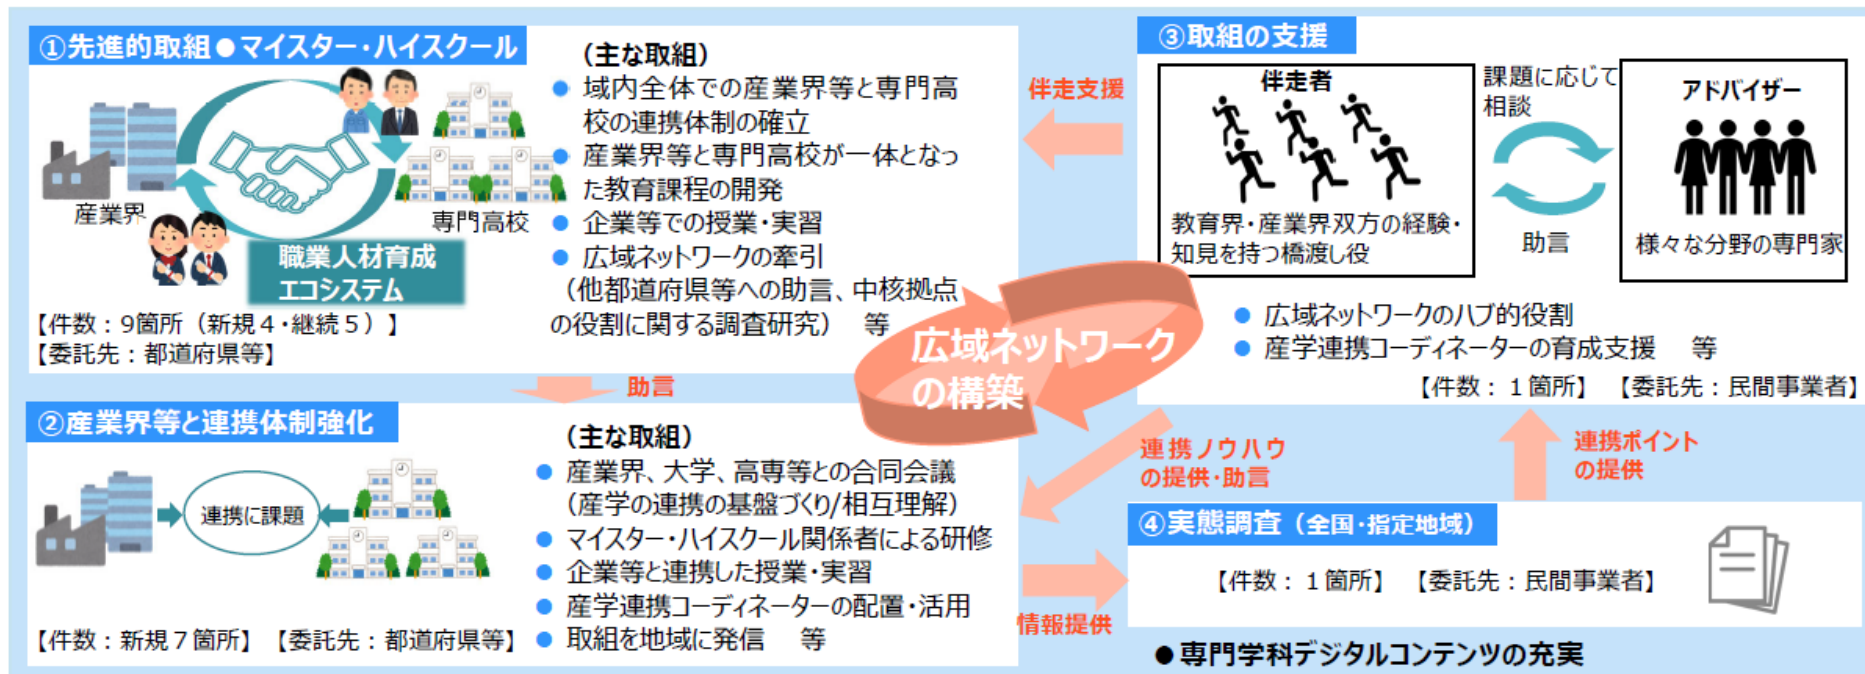 ①先進的取組●マイスター・ハイスクール
産業界
専門高校
職業人材育成
エコシステム
【件数：9箇所（新規４・継続５）】
【委託先：都道府県等】
（主な取組）
● 域内全体での産業界等と専門高
校の連携体制の確立
● 産業界等と専門高校が一体となっ
た教育課程の開発
● 企業等での授業・実習
● 広域ネットワークの牽引
（他都道府県等への助言、中核拠点
の役割に関する調査研究）　等
助言
②産業界等と連携体制強化
連携に課題
【件数：新規７箇所】【委託先：都道府県等】
（主な取組）
● 産業界、大学、高専等との合同会議
（産学の連携の基盤づくり/相互理解）
● マイスター・ハイスクール関係者による研修
● 企業等と連携した授業・実習
● 産学連携コーディネーターの配置・活用
● 取組を地域に発信　等
広域ネットワーク
の構築
伴走支援
③取組の支援
伴走者
教育界・産業界双方の経験・
知見を持つ橋渡し役
課題に応じて
相談
助言
アドバイザー
様々な分野の専門家
● 広域ネットワークのハブ的役割
● 産学連携コーディネーターの育成支援　等
【件数：１箇所】【委託先：民間事業者】
連携ノウハウ
の提供・助言
連携ポイント
の提供
情報提供
④実態調査（全国・指定地域）
【件数：１箇所】【委託先：民間事業者】
●専門学科デジタルコンテンツの充実